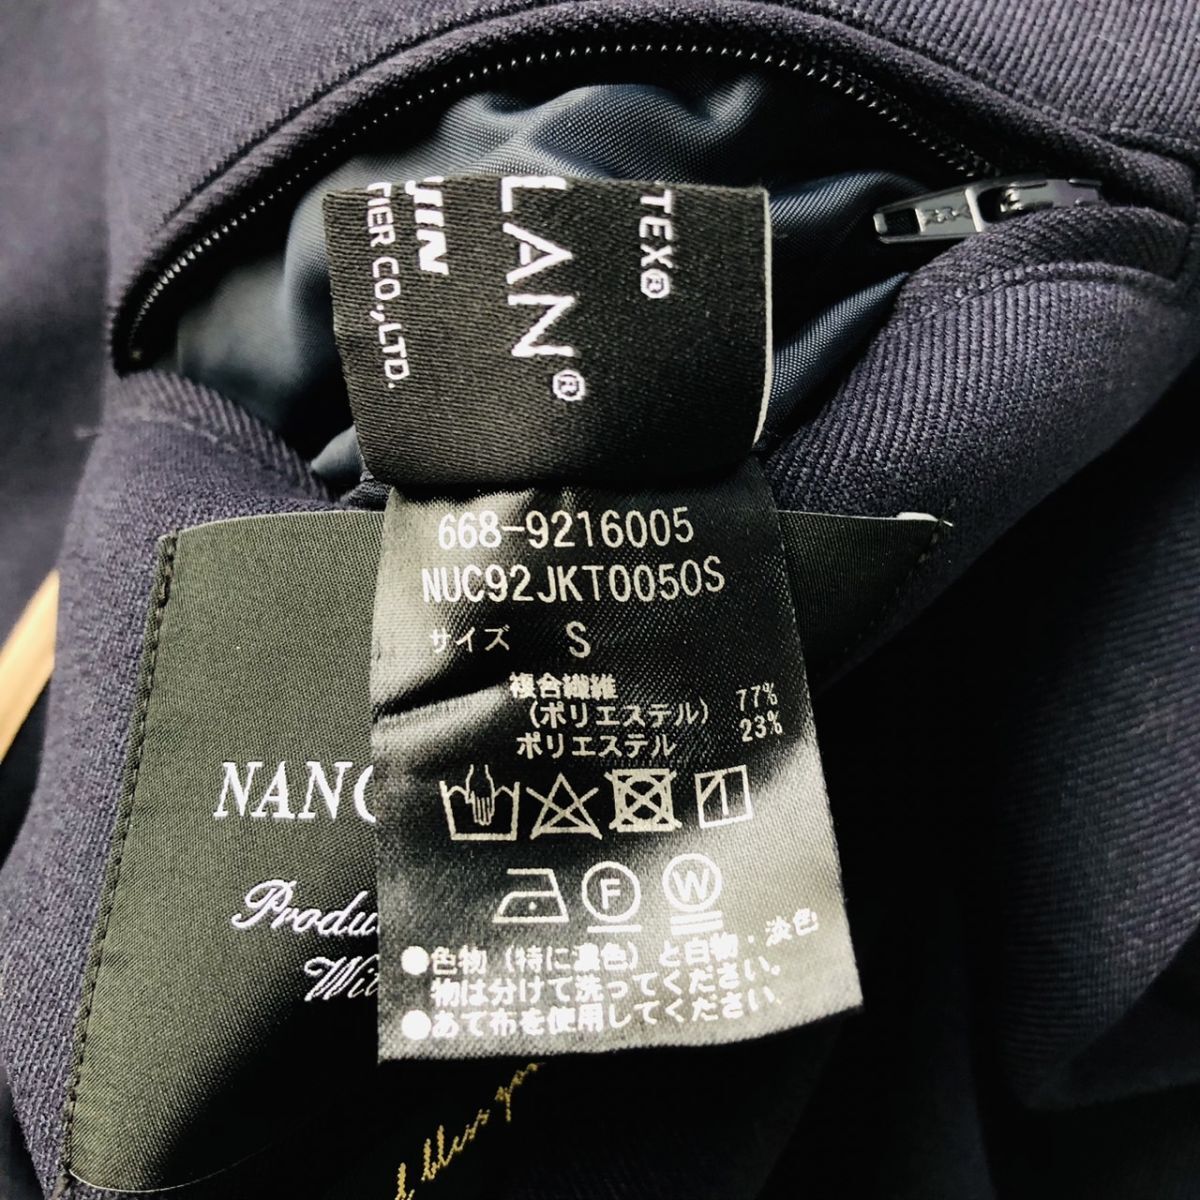 TEX®
LAN®
JIN
TIER CO.,LTD.
668-9216005
NUC92JKT0050S
サイズ S
複合繊維
(ポリエステル) 77%
ポリエステル 23%
F W
●色物(特に濃色)と白物・淡色
物は分けて洗ってください。
●あて布を使用してください。
NANO
Produ
Wit
bless you